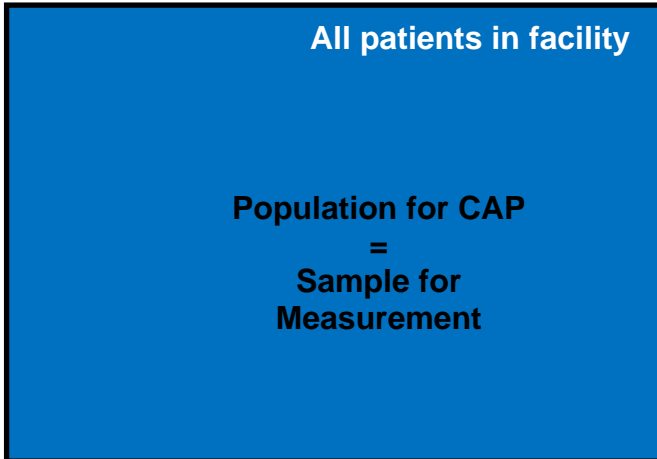 All patients in facility
Population for CAP
=
Sample for
Measurement